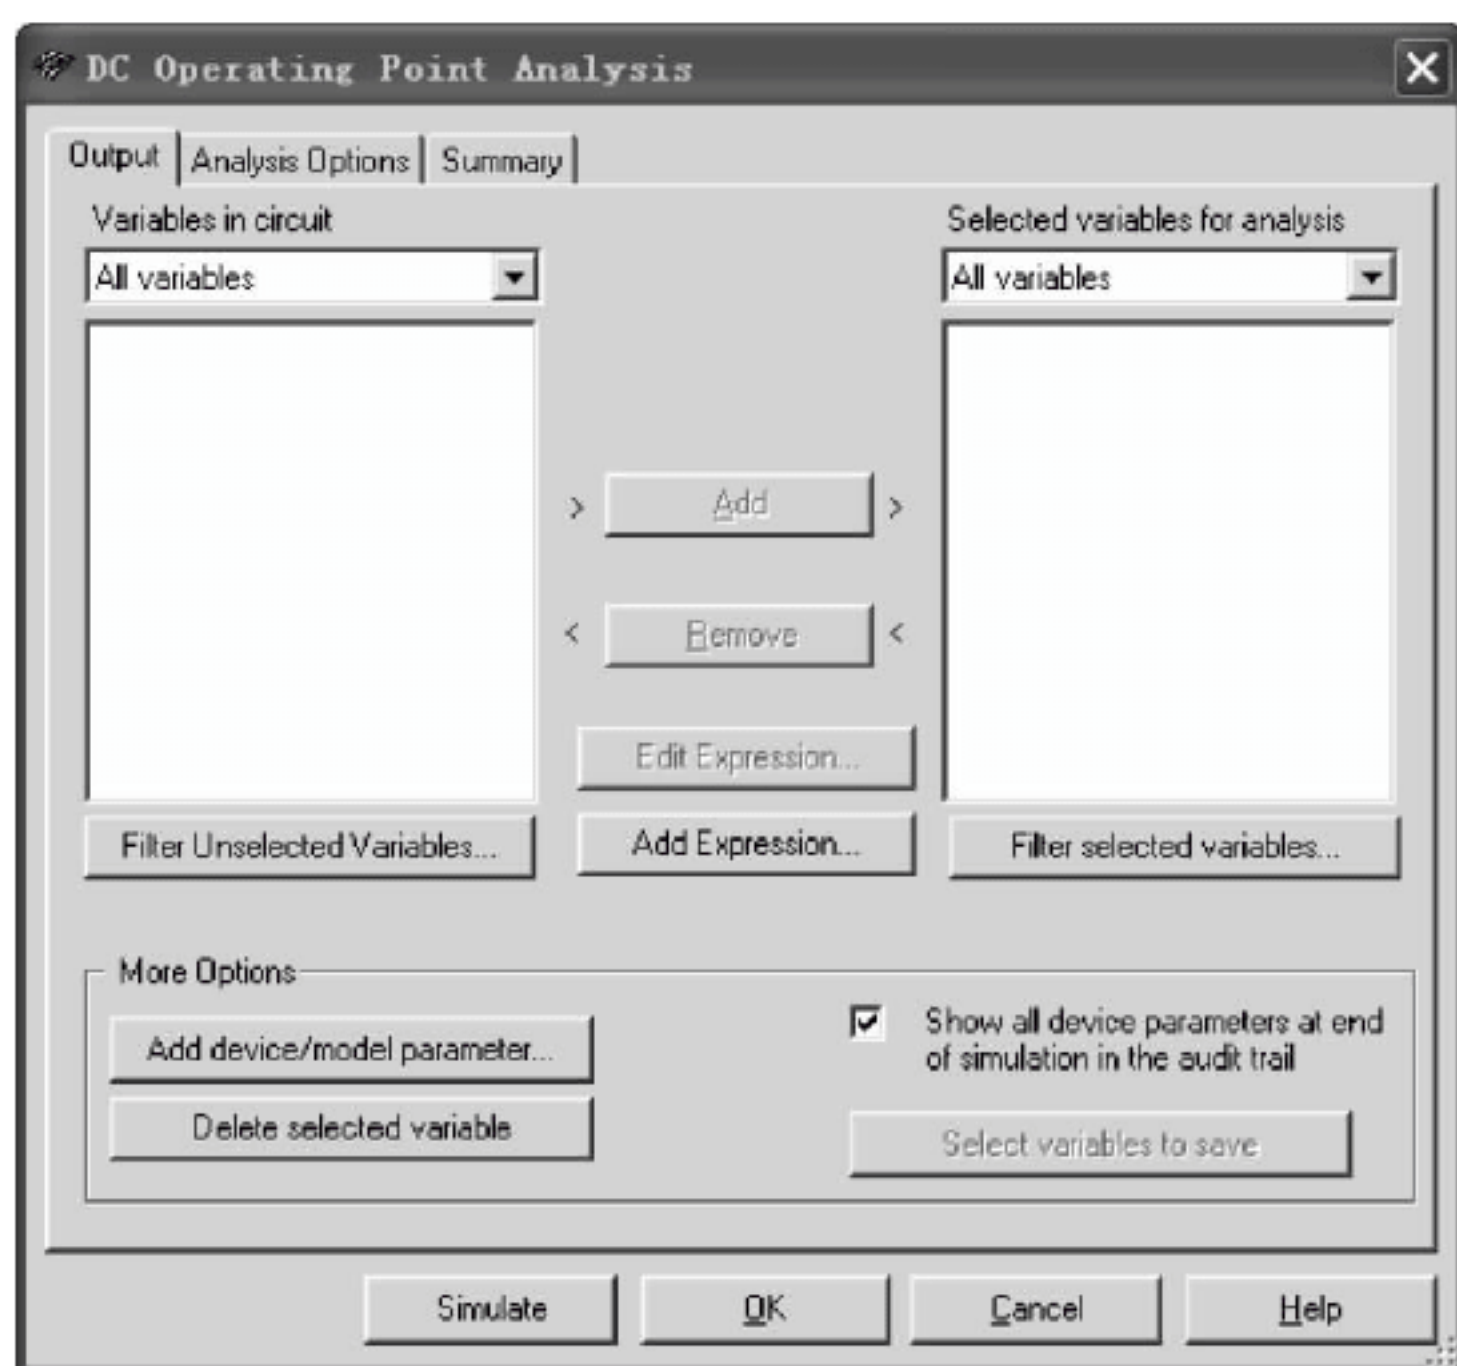 DC Operating Point Analysis
Output
Analysis Options
Summary
Variables in circuit
Selected variables for analysis
All variables
All variables
> Add >
< Remove <
Edit Expression...
Add Expression...
Filter Unselected Variables...
Filter selected variables...
More Options
Add device/model parameter...
Show all device parameters at end
of simulation in the audit trail
Delete selected variable
Select variables to save
Simulate
OK
Cancel
Help